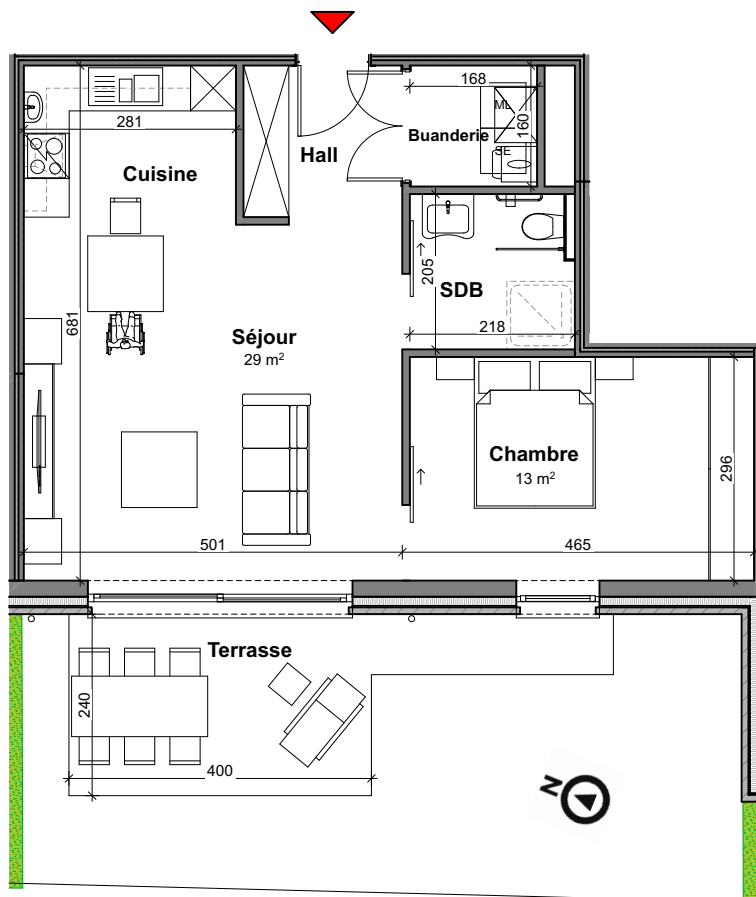 168
ML
160
Buanderie
SE
281
Hall
Cuisine
681
205
SDB
218
Séjour
29 m²
Chambre
13 m²
296
501
465
Terrasse
240
400
N